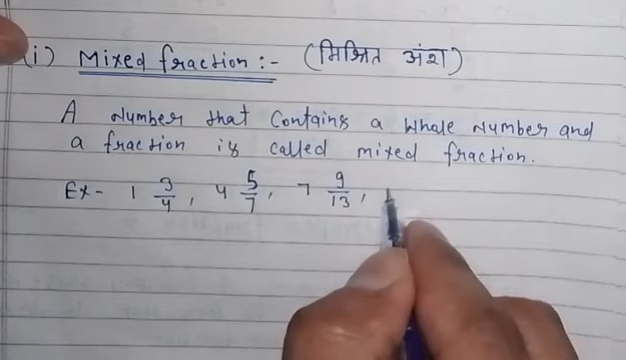 (i) Mixed fraction :- (मिश्रित अंश)
A Number that Contains a Whole Number and
a fraction is called mixed fraction.
Ex- 1 3/4, 4 5/7, 7 9/13,